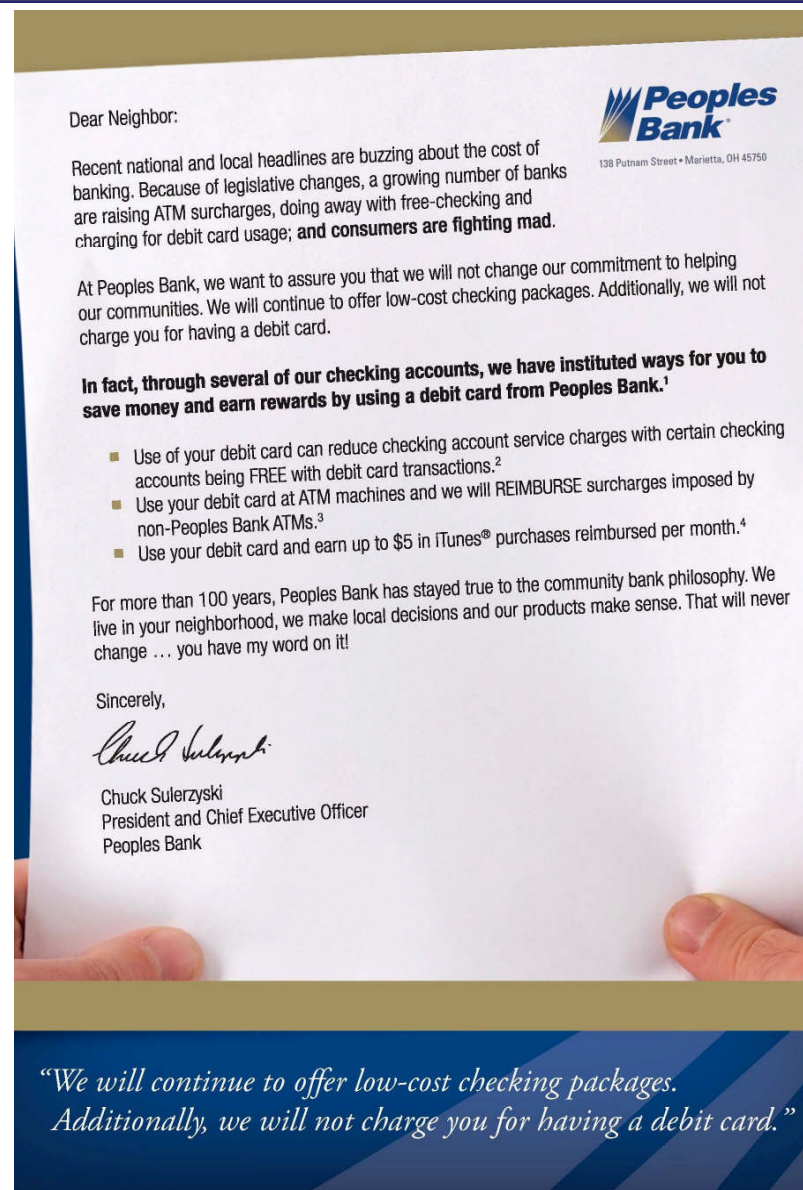 Peoples
Bank
138 Putnam Street • Marietta, OH 45750
Dear Neighbor:
Recent national and local headlines are buzzing about the cost of
banking. Because of legislative changes, a growing number of banks
are raising ATM surcharges, doing away with free-checking and
charging for debit card usage; and consumers are fighting mad.
At Peoples Bank, we want to assure you that we will not change our commitment to helping
our communities. We will continue to offer low-cost checking packages. Additionally, we will not
charge you for having a debit card.
In fact, through several of our checking accounts, we have instituted ways for you to
save money and earn rewards by using a debit card from Peoples Bank.¹
■ Use of your debit card can reduce checking account service charges with certain checking
accounts being FREE with debit card transactions.²
■ Use your debit card at ATM machines and we will REIMBURSE surcharges imposed by
non-Peoples Bank ATMs.³
■ Use your debit card and earn up to $5 in iTunes® purchases reimbursed per month.⁴
For more than 100 years, Peoples Bank has stayed true to the community bank philosophy. We
live in your neighborhood, we make local decisions and our products make sense. That will never
change … you have my word on it!
Sincerely,
Chuck Sulerzyski
Chuck Sulerzyski
President and Chief Executive Officer
Peoples Bank
“We will continue to offer low-cost checking packages.
Additionally, we will not charge you for having a debit card.”